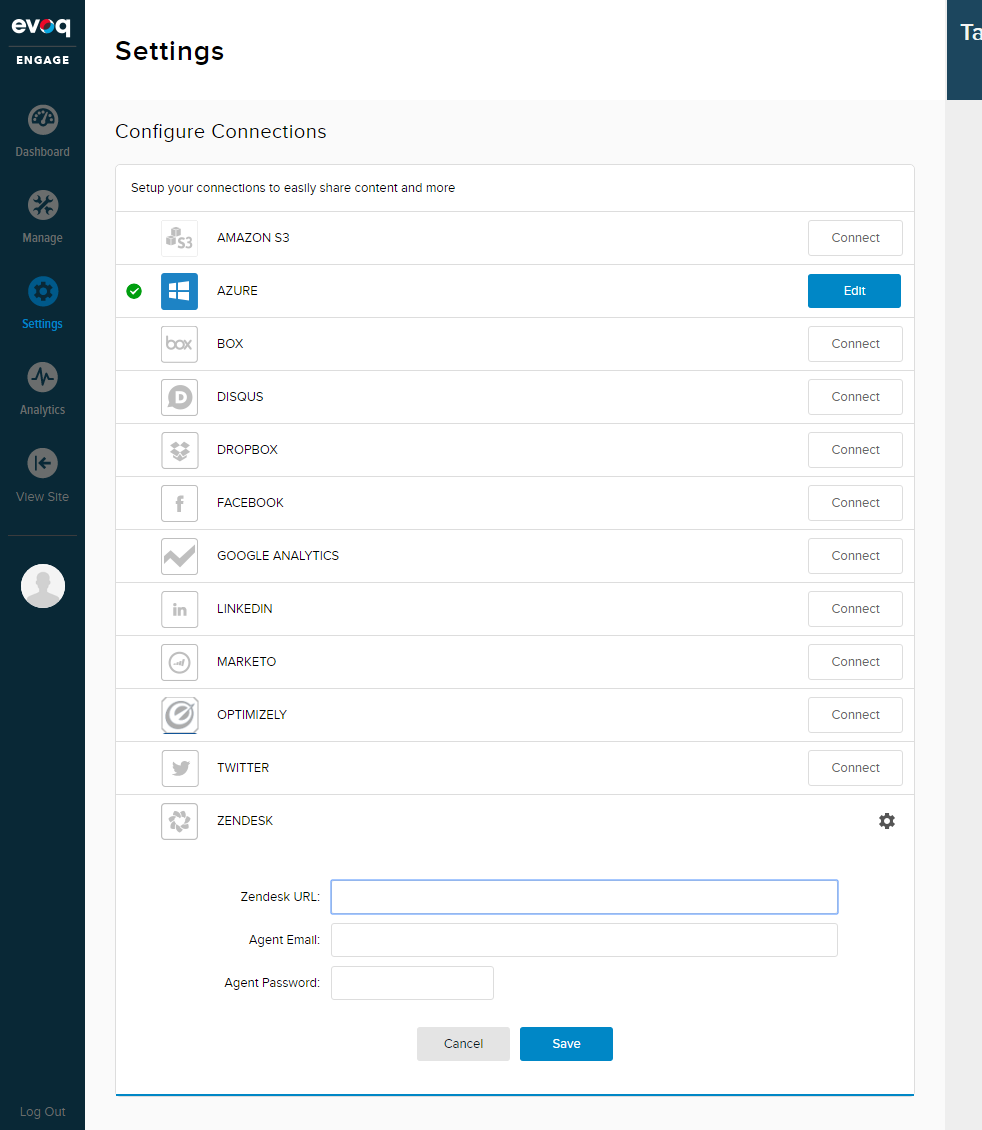 evoq
ENGAGE
Dashboard
Manage
Settings
Analytics
View Site
Log Out
Settings
Configure Connections
Setup your connections to easily share content and more
S3 AMAZON S3 Connect
AZURE Edit
box BOX Connect
D DISQUS Connect
DROPBOX Connect
f FACEBOOK Connect
GOOGLE ANALYTICS Connect
in LINKEDIN Connect
MARKETO Connect
OPTIMIZELY Connect
TWITTER Connect
ZENDESK
Zendesk URL:
Agent Email:
Agent Password:
Cancel Save
Ta